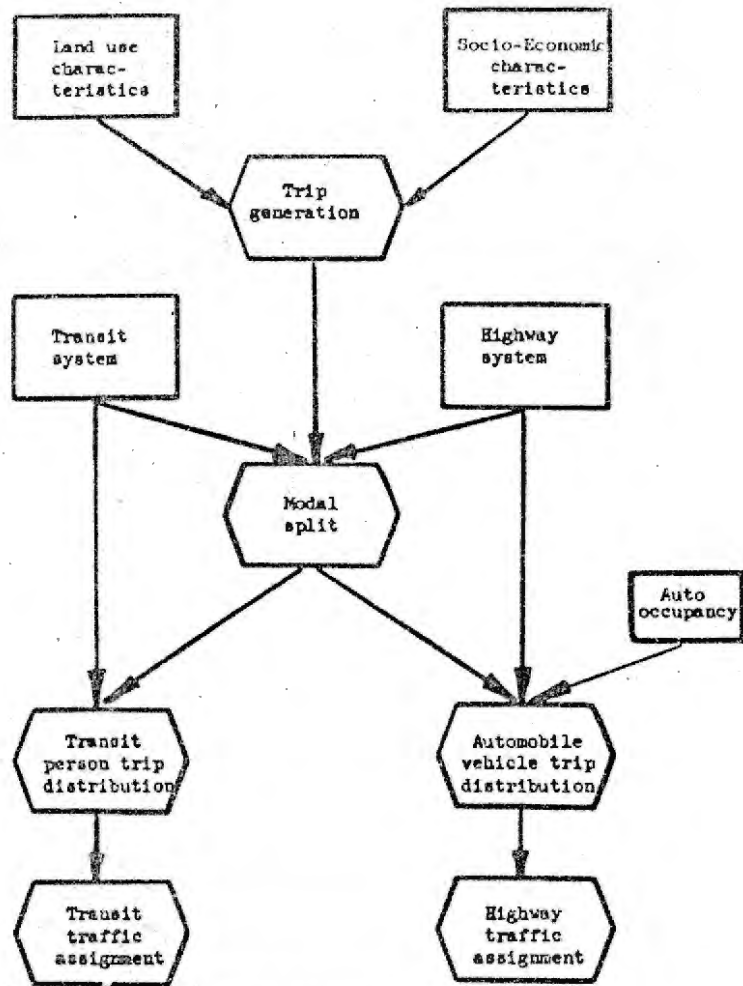 Land use
charac-
teristics
Socio-Economic
charac-
teristics
Trip
generation
Transit
system
Highway
system
Modal
split
Auto
occupancy
Transit
person trip
distribution
Automobile
vehicle trip
distribution
Transit
traffic
assignment
Highway
traffic
assignment